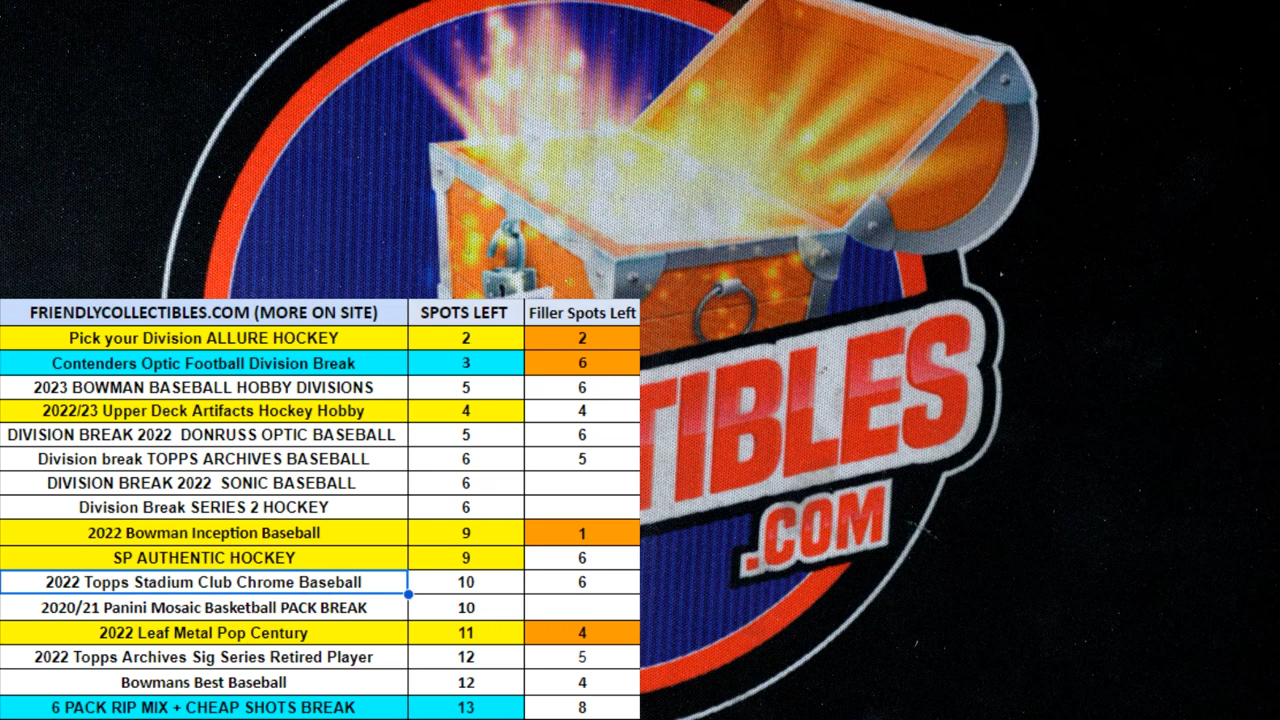 FRIENDLYCOLLECTIBLES.COM (MORE ON SITE) SPOTS LEFT Filler Spots Left
Pick your Division ALLURE HOCKEY 2 2
Contenders Optic Football Division Break 3 6
2023 BOWMAN BASEBALL HOBBY DIVISIONS 5 6
2022/23 Upper Deck Artifacts Hockey Hobby 4 4
DIVISION BREAK 2022 DONRUSS OPTIC BASEBALL 5 6
Division break TOPPS ARCHIVES BASEBALL 6 5
DIVISION BREAK 2022 SONIC BASEBALL 6
Division Break SERIES 2 HOCKEY 6
2022 Bowman Inception Baseball 9 1
SP AUTHENTIC HOCKEY 9 6
2022 Topps Stadium Club Chrome Baseball 10 6
2020/21 Panini Mosaic Basketball PACK BREAK 10
2022 Leaf Metal Pop Century 11 4
2022 Topps Archives Sig Series Retired Player 12 5
Bowmans Best Baseball 12 4
6 PACK RIP MIX + CHEAP SHOTS BREAK 13 8
TIBLES
.COM